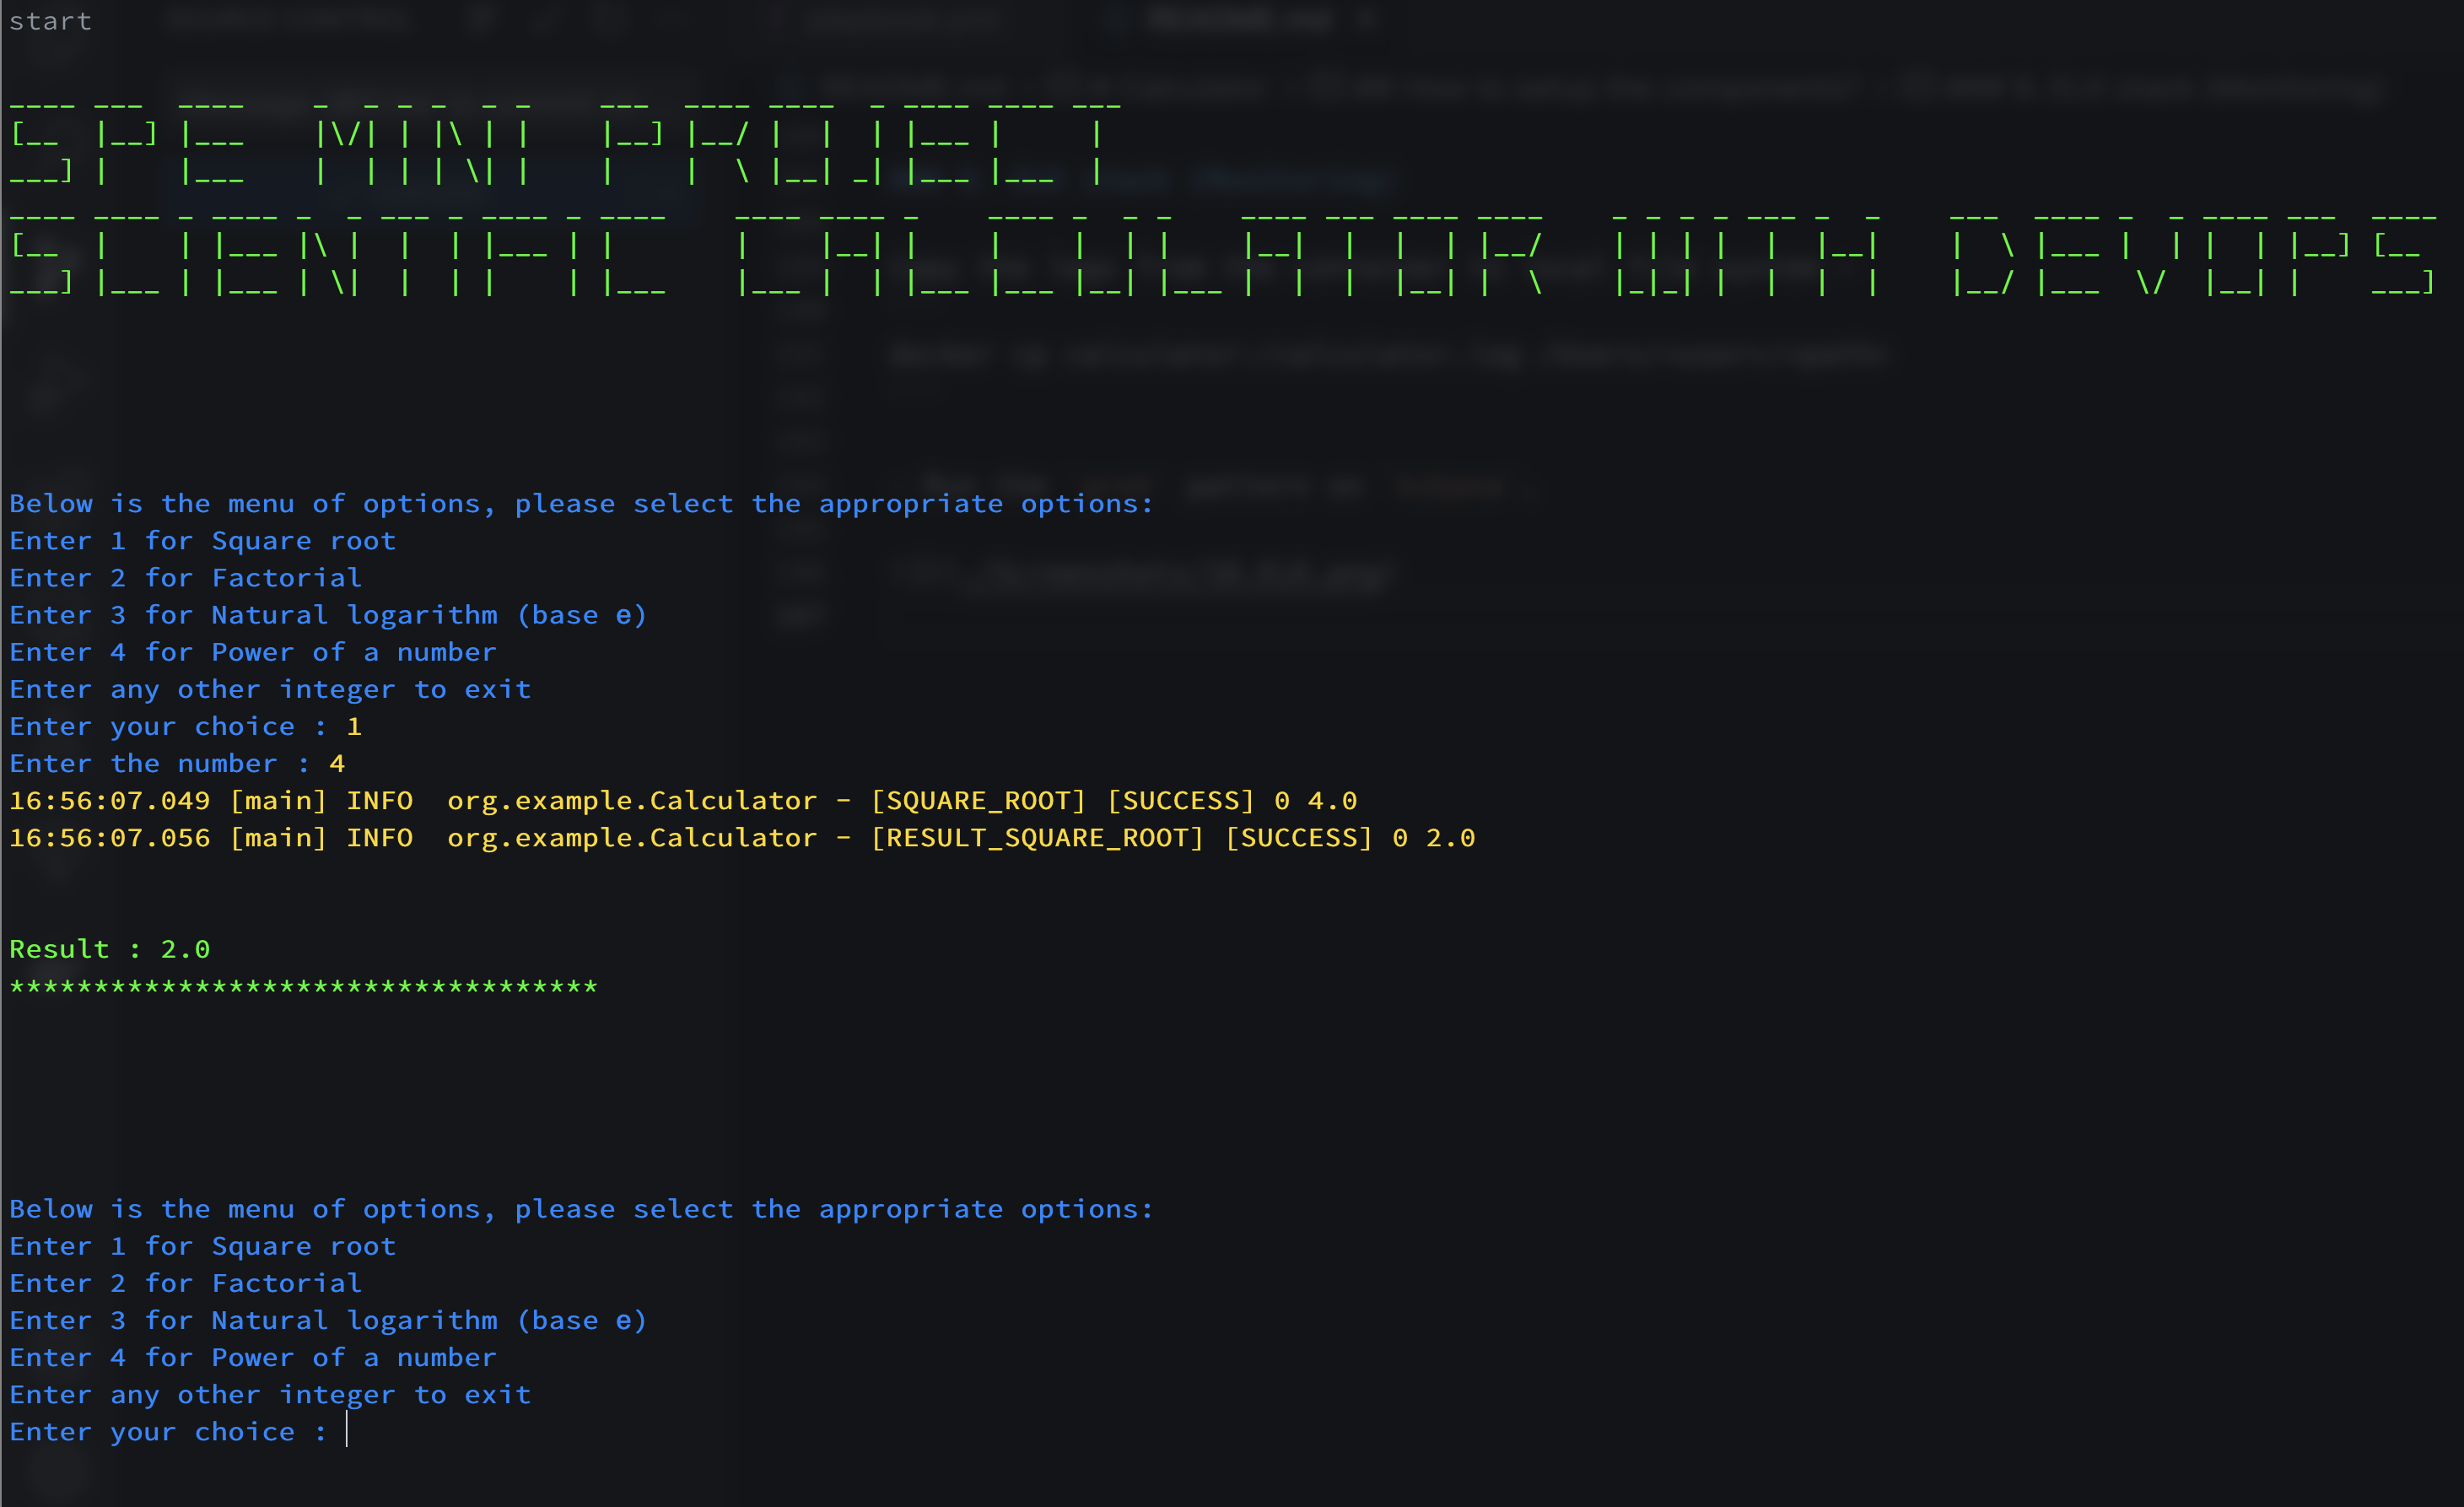 start
SPE MINI PROJECT
SCIENTIFIC CALCULATOR WITH DEVOPS
Below is the menu of options, please select the appropriate options:
Enter 1 for Square root
Enter 2 for Factorial
Enter 3 for Natural logarithm (base e)
Enter 4 for Power of a number
Enter any other integer to exit
Enter your choice : 1
Enter the number : 4
16:56:07.049 [main] INFO  org.example.Calculator - [SQUARE_ROOT] [SUCCESS] 0 4.0
16:56:07.056 [main] INFO  org.example.Calculator - [RESULT_SQUARE_ROOT] [SUCCESS] 0 2.0
Result : 2.0
***********************************
Below is the menu of options, please select the appropriate options:
Enter 1 for Square root
Enter 2 for Factorial
Enter 3 for Natural logarithm (base e)
Enter 4 for Power of a number
Enter any other integer to exit
Enter your choice :